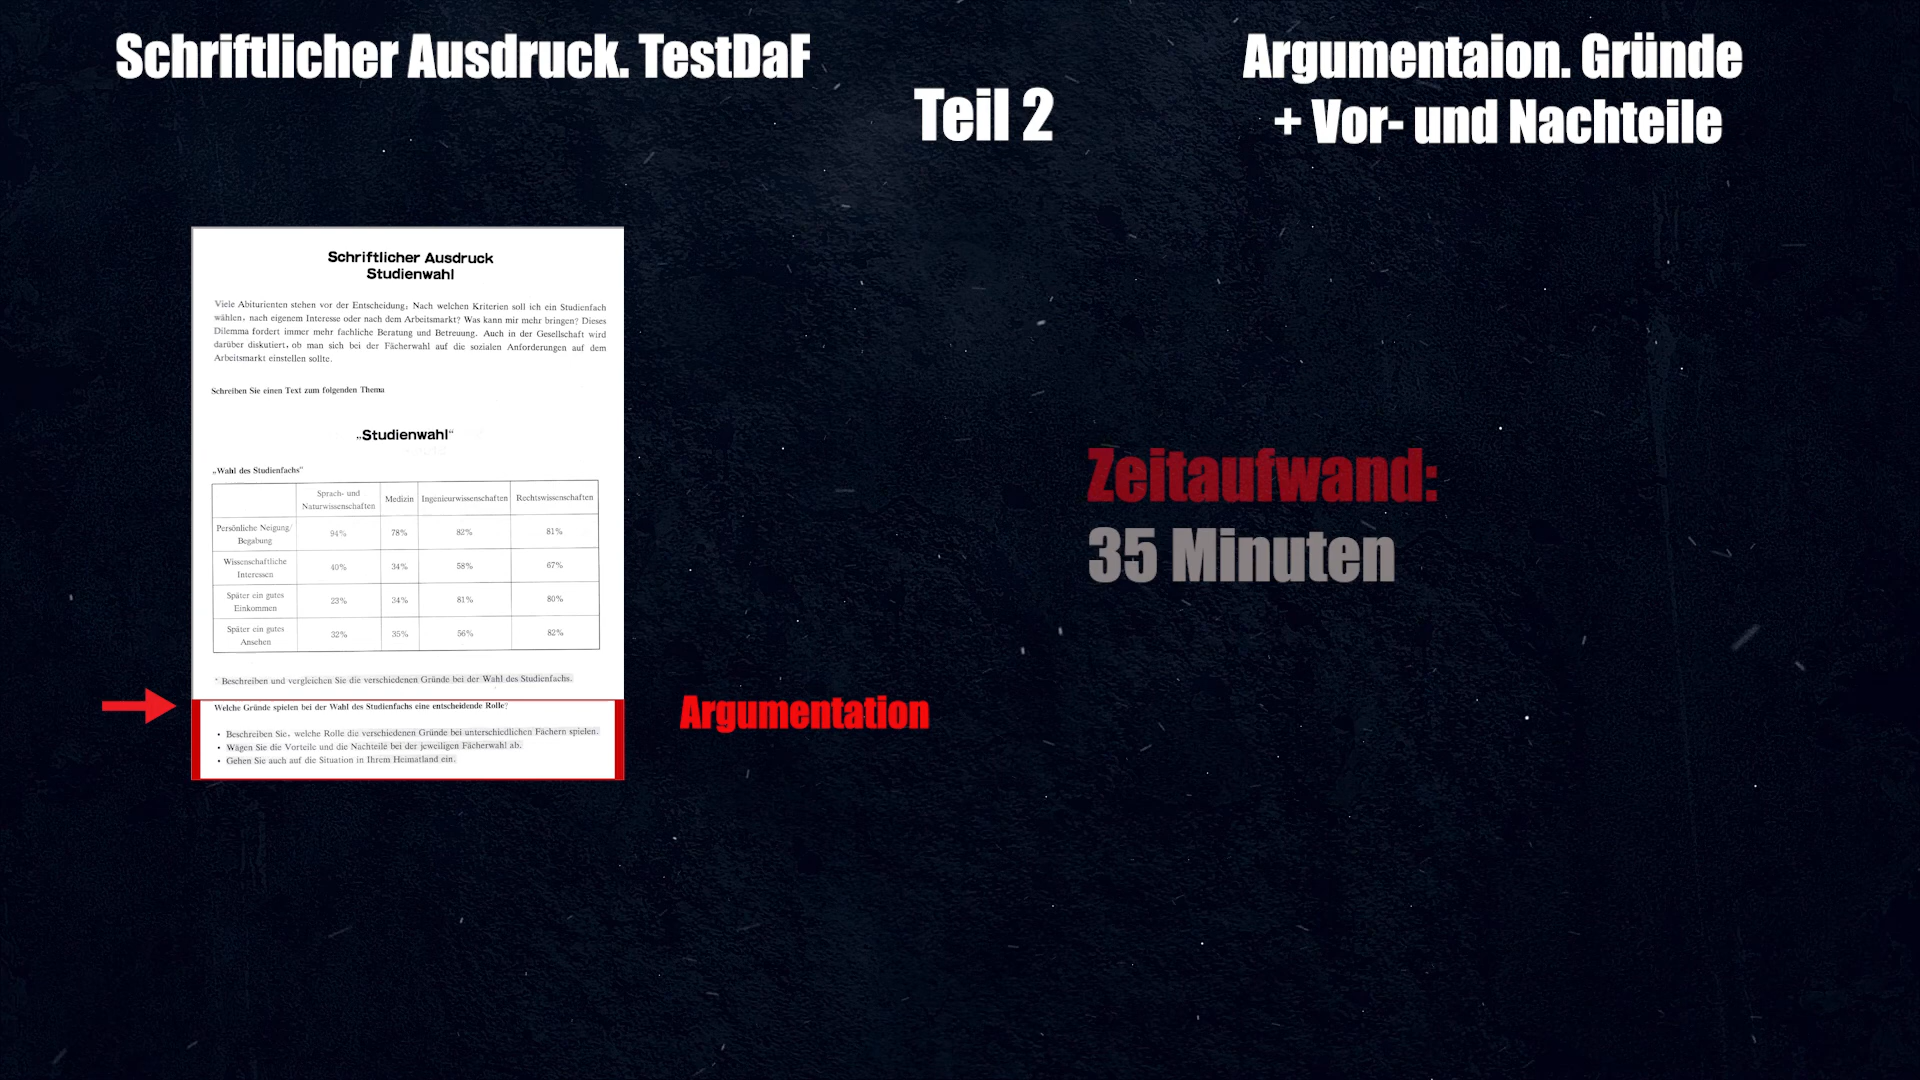 Schriftlicher Ausdruck. TestDaF
Teil 2
Argumentaion. Gründe
+ Vor- und Nachteile
Schriftlicher Ausdruck
Studienwahl
Viele Abiturienten stehen vor der Entscheidung: Nach welchen Kriterien soll ich ein Studienfach
wählen, nach eigenem Interesse oder nach dem Arbeitsmarkt? Was kann mir mehr bringen? Dieses
Dilemma fordert immer mehr fachliche Beratung und Betreuung. Auch in der Gesellschaft wird
darüber diskutiert, ob man sich bei der Fächerwahl auf die sozialen Anforderungen auf dem
Arbeitsmarkt einstellen sollte.
Schreiben Sie einen Text zum folgenden Thema
„Studienwahl“
„Wahl des Studienfachs”
Sprach- und
Naturwissenschaften
Medizin
Ingenieurwissenschaften
Rechtswissenschaften
Persönliche Neigung/
Begabung
94%
78%
82%
81%
Wissenschaftliche
Interessen
40%
34%
58%
67%
Später ein gutes
Einkommen
23%
34%
81%
80%
Später ein gutes
Ansehen
32%
35%
56%
82%
* Beschreiben und vergleichen Sie die verschiedenen Gründe bei der Wahl des Studienfachs.
Welche Gründe spielen bei der Wahl des Studienfachs eine entscheidende Rolle?
• Beschreiben Sie, welche Rolle die verschiedenen Gründe bei unterschiedlichen Fächern spielen.
• Wägen Sie die Vorteile und die Nachteile bei der jeweiligen Fächerwahl ab.
• Gehen Sie auch auf die Situation in Ihrem Heimatland ein.
Argumentation
Zeitaufwand:
35 Minuten